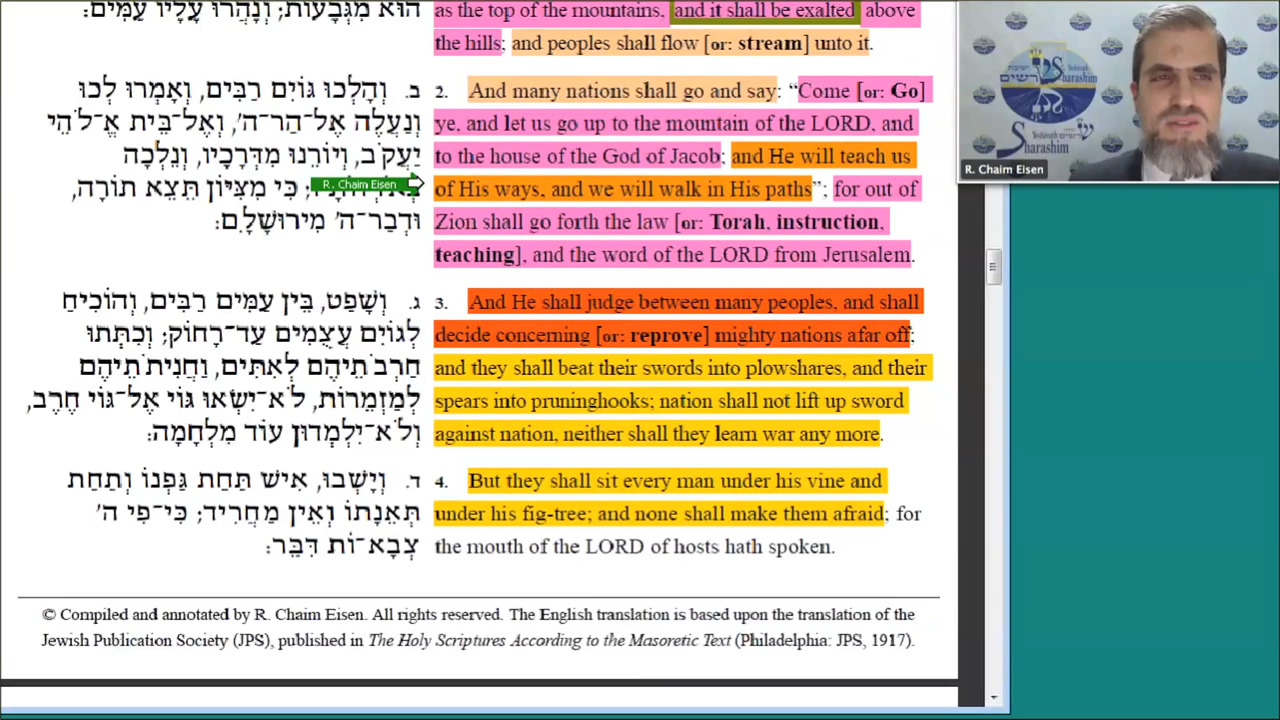 הוּא מִגְּבָעוֹת; וְנָהֲרוּ עָלָיו עַמִּים:
as the top of the mountains, and it shall be exalted above
the hills; and peoples shall flow [or: stream] unto it.
ב. וְהָלְכוּ גּוֹיִם רַבִּים, וְאָמְרוּ לְכוּ
וְנַעֲלֶה אֶל־הַר־ה', וְאֶל־בֵּית אֱ־לֹהֵי
יַעֲקֹב, וְיוֹרֵנוּ מִדְּרָכָיו, וְנֵלְכָה
כִּי מִצִּיּוֹן תֵּצֵא תוֹרָה,
וּדְבַר־ה' מִירוּשָׁלָ‍ִם:
2. And many nations shall go and say: “Come [or: Go]
ye, and let us go up to the mountain of the LORD, and
to the house of the God of Jacob; and He will teach us
of His ways, and we will walk in His paths”; for out of
Zion shall go forth the law [or: Torah, instruction,
teaching], and the word of the LORD from Jerusalem.
ג. וְשָׁפַט, בֵּין עַמִּים רַבִּים, וְהוֹכִיחַ
לְגוֹיִם עֲצֻמִים עַד־רָחוֹק; וְכִתְּתוּ
חַרְבֹתֵיהֶם לְאִתִּים, וַחֲנִיתֹתֵיהֶם
לְמַזְמֵרוֹת, לֹא־יִשְׂאוּ גּוֹי אֶל־גּוֹי חֶרֶב,
וְלֹא־יִלְמְדוּן עוֹד מִלְחָמָה:
3. And He shall judge between many peoples, and shall
decide concerning [or: reprove] mighty nations afar off;
and they shall beat their swords into plowshares, and their
spears into pruninghooks; nation shall not lift up sword
against nation, neither shall they learn war any more.
ד. וְיָשְׁבוּ, אִישׁ תַּחַת גַּפְנוֹ וְתַחַת
תְּאֵנָתוֹ וְאֵין מַחֲרִיד; כִּי־פִי ה'
צְבָא־וֹת דִּבֵּר:
4. But they shall sit every man under his vine and
under his fig-tree; and none shall make them afraid; for
the mouth of the LORD of hosts hath spoken.
© Compiled and annotated by R. Chaim Eisen. All rights reserved. The English translation is based upon the translation of the
Jewish Publication Society (JPS), published in The Holy Scriptures According to the Masoretic Text (Philadelphia: JPS, 1917).
R. Chaim Eisen
Yeshivath
Sharashim
ישיבת
שרשים
Yeshivath
Sharashim
R. Chaim Eisen